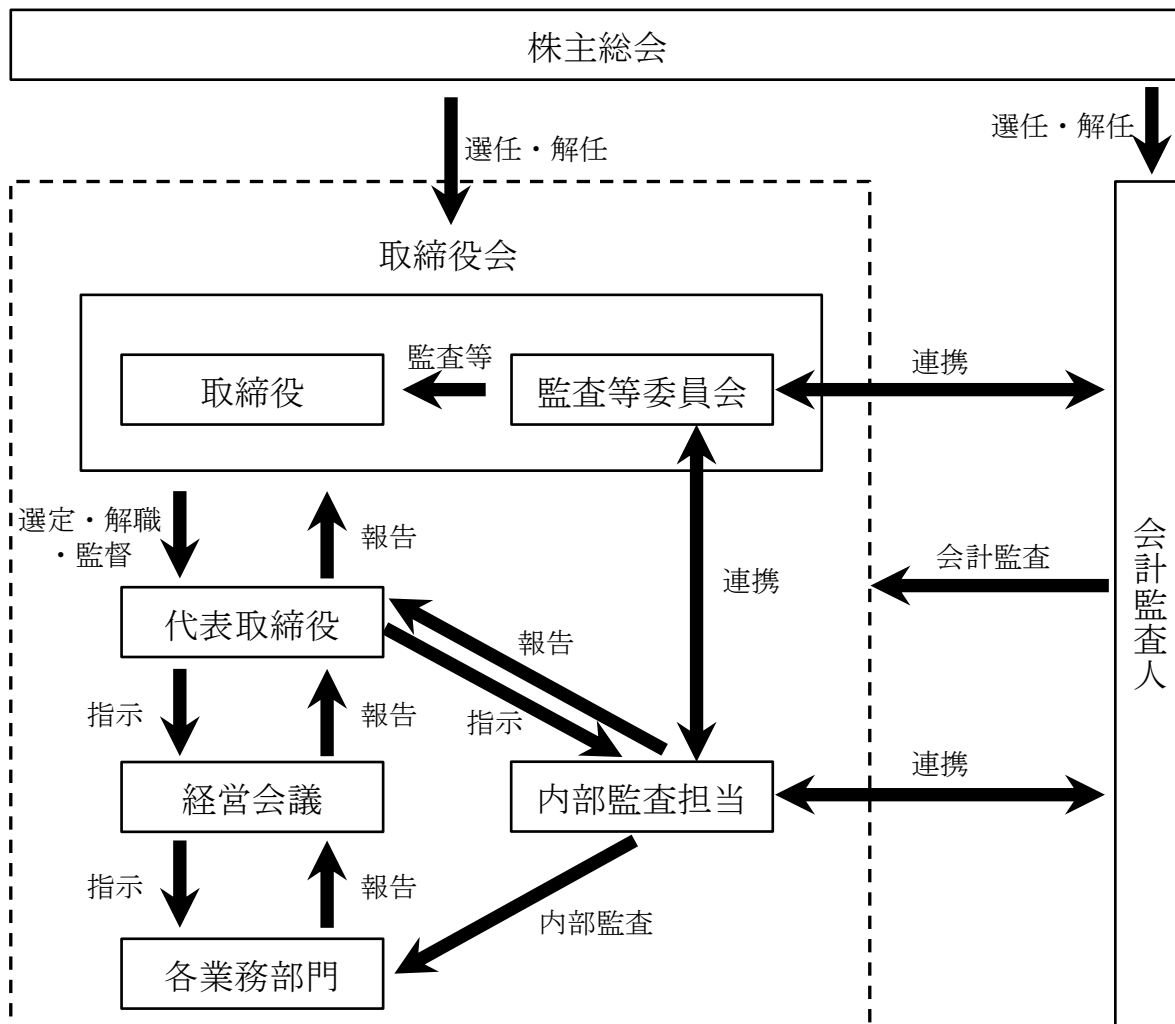 株主総会
選任・解任
選任・解任
取締役会
取締役
監査等
監査等委員会
連携
選定・解職
・監督
報告
連携
会計監査
会計監査人
代表取締役
報告
指示
指示
報告
経営会議
内部監査担当
連携
指示
報告
内部監査
各業務部門